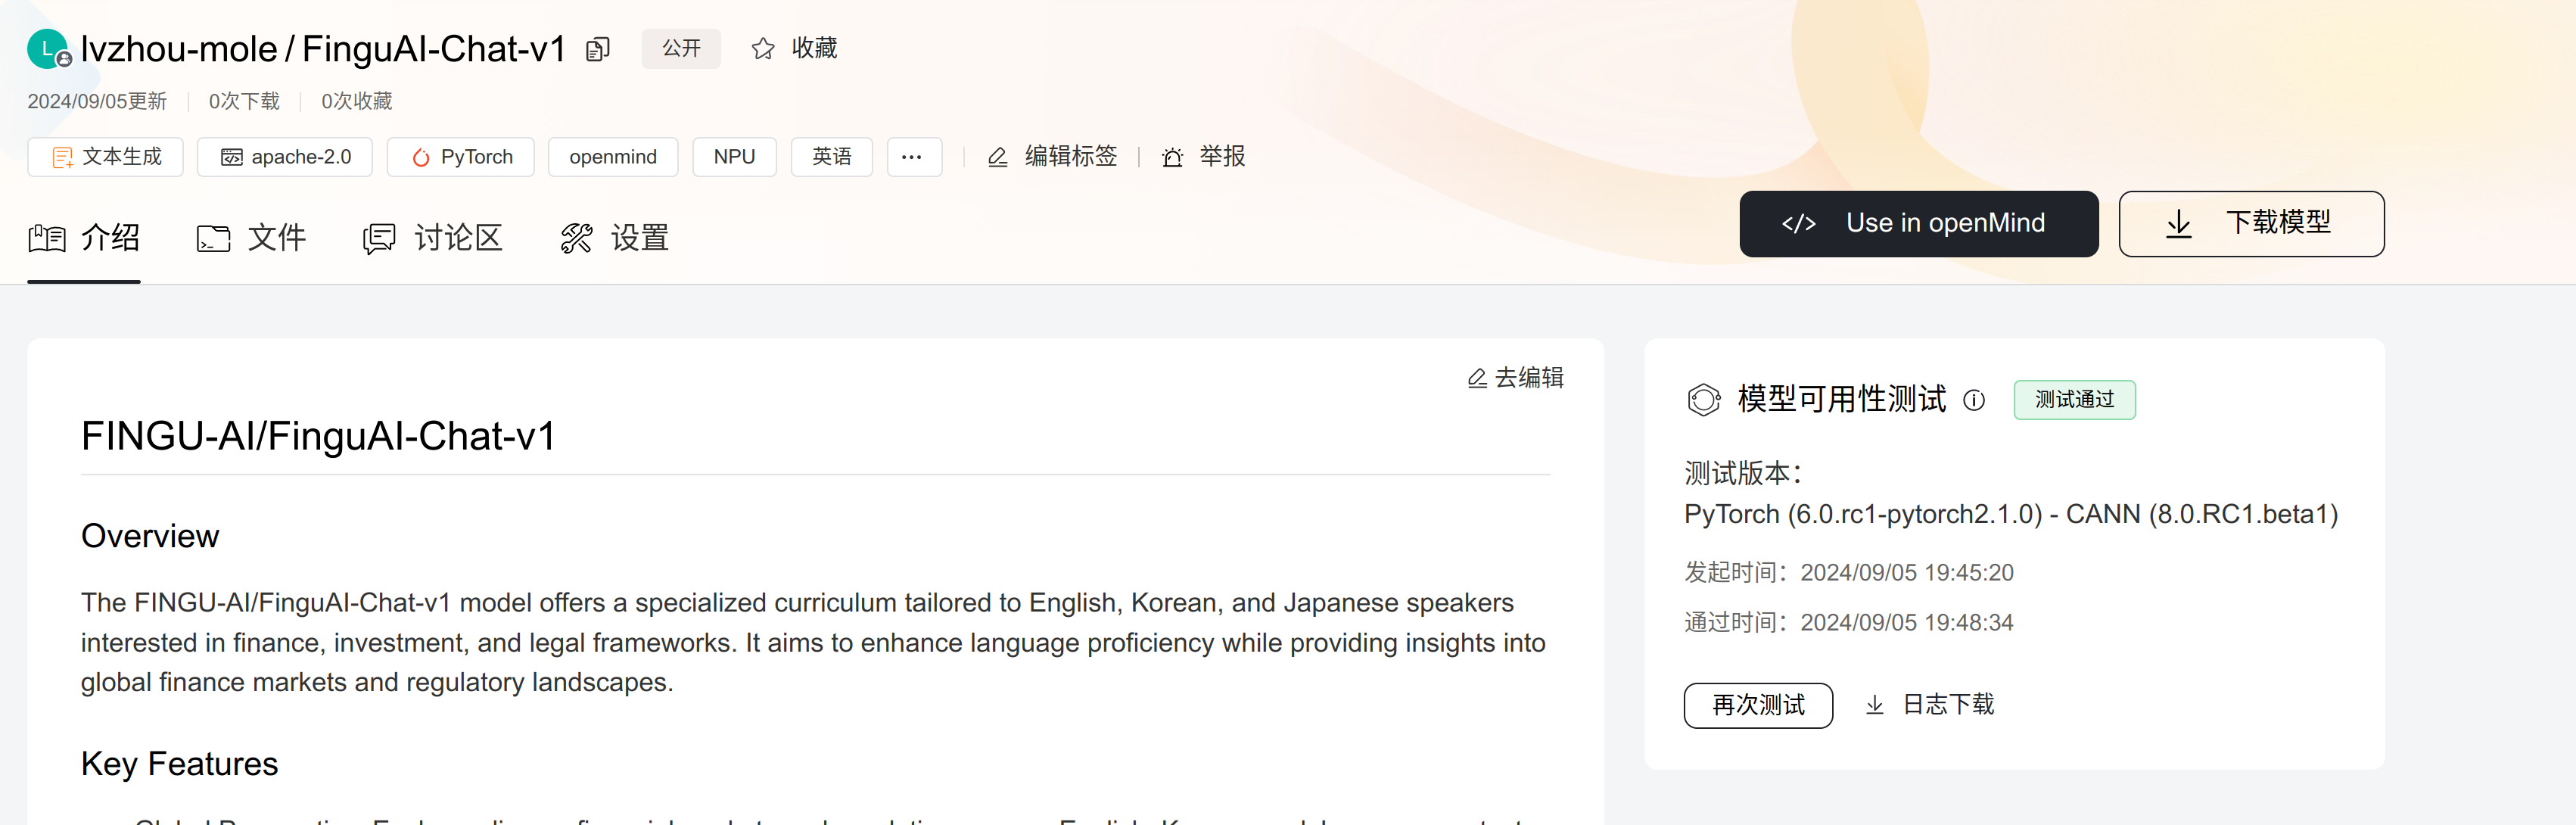 L lvzhou-mole / FinguAI-Chat-v1 公开 收藏
2024/09/05更新 0次下载 0次收藏
文本生成 apache-2.0 PyTorch openmind NPU 英语 ··· 编辑标签 举报
介绍 文件 讨论区 设置
</> Use in openMind 下载模型
去编辑
FINGU-AI/FinguAI-Chat-v1
Overview
The FINGU-AI/FinguAI-Chat-v1 model offers a specialized curriculum tailored to English, Korean, and Japanese speakers
interested in finance, investment, and legal frameworks. It aims to enhance language proficiency while providing insights into
global finance markets and regulatory landscapes.
Key Features
模型可用性测试 测试通过
测试版本：
PyTorch (6.0.rc1-pytorch2.1.0) - CANN (8.0.RC1.beta1)
发起时间：2024/09/05 19:45:20
通过时间：2024/09/05 19:48:34
再次测试 日志下载